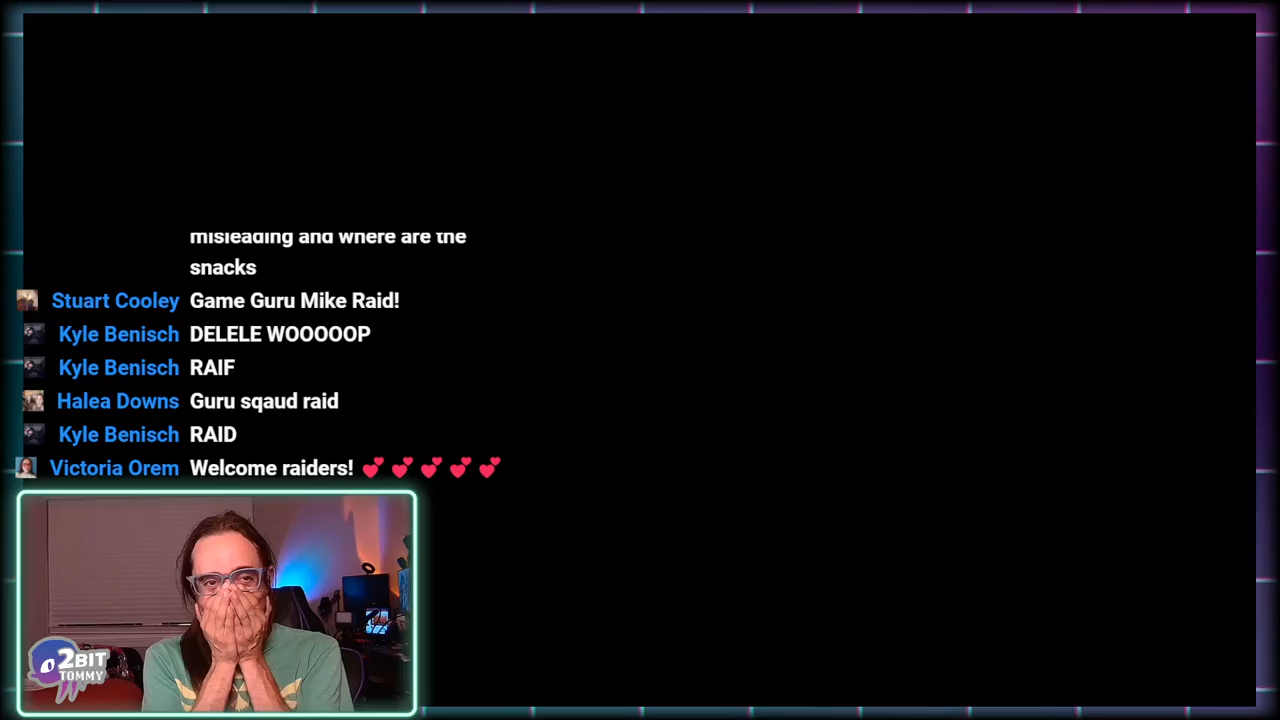 misleading and where are the
snacks
Stuart Cooley Game Guru Mike Raid!
Kyle Benisch DELELE WOOOOOP
Kyle Benisch RAIF
Halea Downs Guru sqaud raid
Kyle Benisch RAID
Victoria Orem Welcome raiders! 💕 💕 💕 💕 💕
2BIT
TOMMY